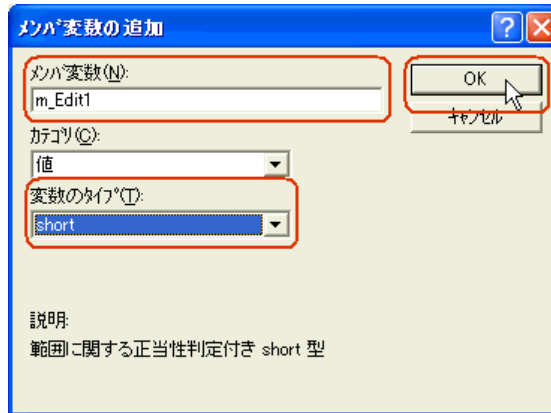 メンバ変数の追加
メンバ変数(N):
m_Edit1
OK
キャンセル
カテゴリ(C):
値
変数のタイプ(T):
short
説明:
範囲に関する正当性判定付き short 型